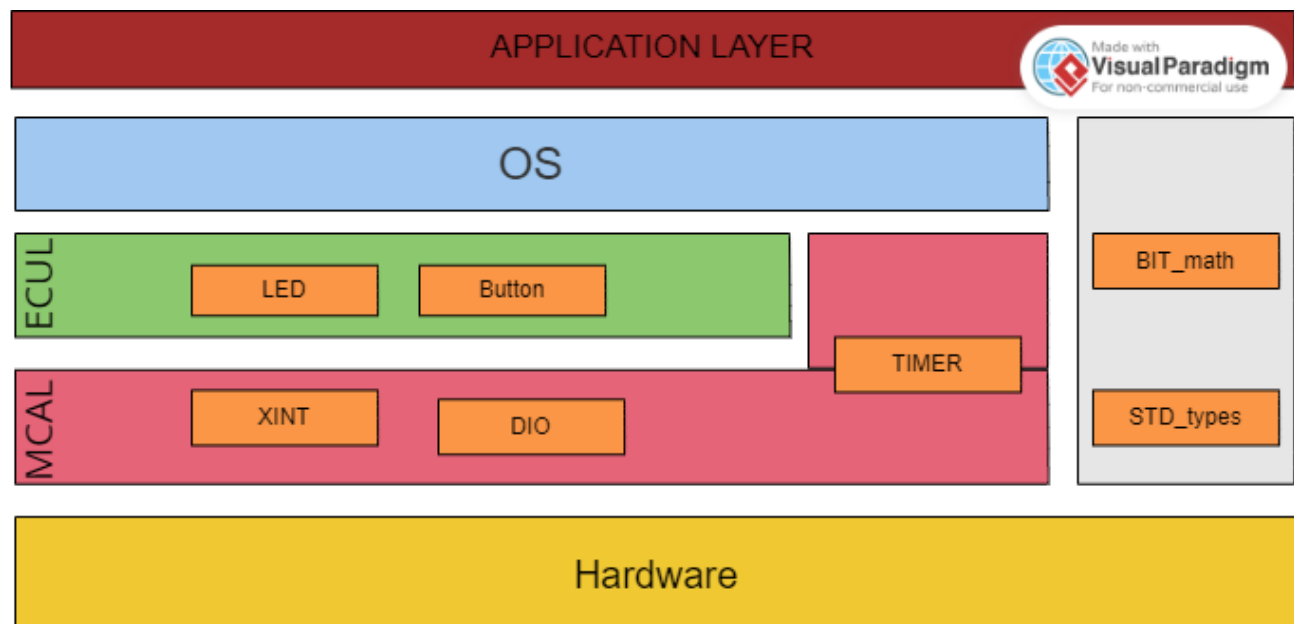 APPLICATION LAYER
Made with
Visual Paradigm
For non-commercial use
OS
ECUL
LED
Button
BIT_math
TIMER
MCAL
XINT
DIO
STD_types
Hardware